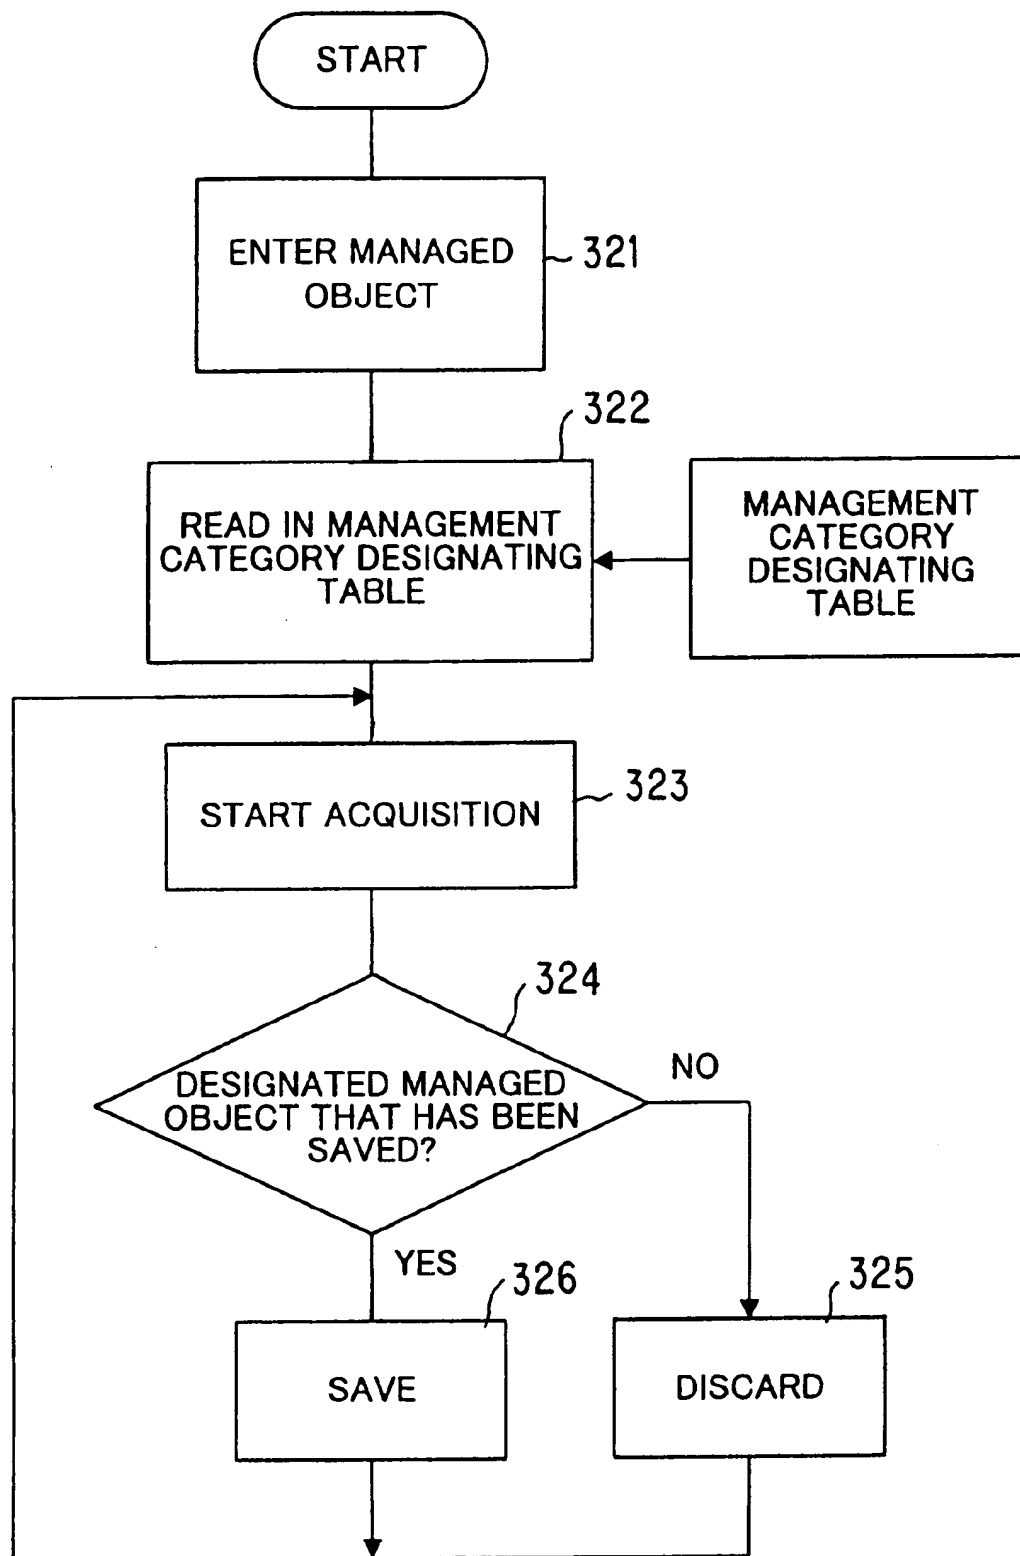 START
ENTER MANAGED
OBJECT
321
322
READ IN MANAGEMENT
CATEGORY DESIGNATING
TABLE
MANAGEMENT
CATEGORY
DESIGNATING
TABLE
START ACQUISITION
323
324
DESIGNATED MANAGED
OBJECT THAT HAS BEEN
SAVED?
NO
YES
326
325
SAVE
DISCARD